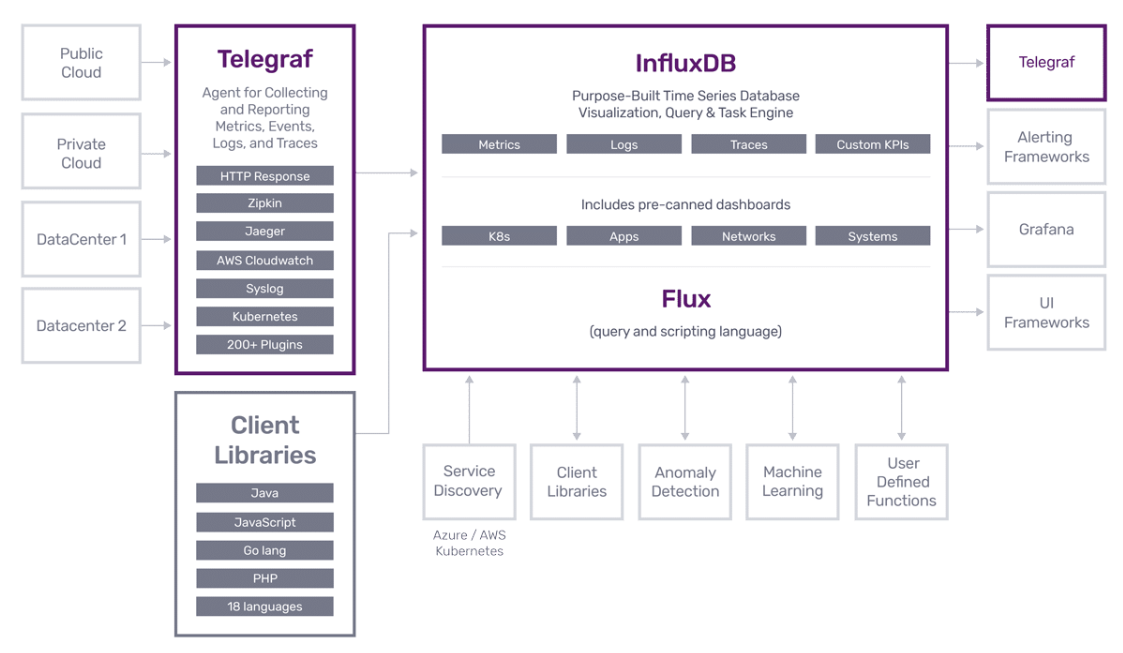 Public
Cloud
Private
Cloud
DataCenter 1
Datacenter 2
Telegraf
Agent for Collecting
and Reporting
Metrics, Events,
Logs, and Traces
HTTP Response
Zipkin
Jaeger
AWS Cloudwatch
Syslog
Kubernetes
200+ Plugins
Client
Libraries
Java
JavaScript
Go lang
PHP
18 languages
InfluxDB
Purpose-Built Time Series Database
Visualization, Query & Task Engine
Metrics
Logs
Traces
Custom KPIs
Includes pre-canned dashboards
K8s
Apps
Networks
Systems
Flux
(query and scripting language)
Service
Discovery
Azure / AWS
Kubernetes
Client
Libraries
Anomaly
Detection
Machine
Learning
User
Defined
Functions
Telegraf
Alerting
Frameworks
Grafana
UI
Frameworks